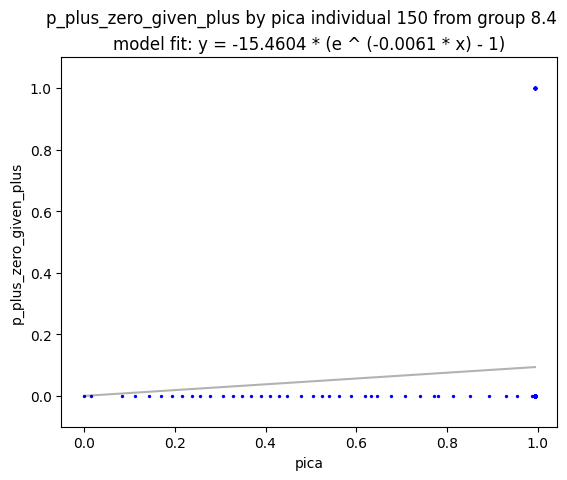 p_plus_zero_given_plus by pica individual 150 from group 8.4
model fit: y = -15.4604 * (e ^ (-0.0061 * x) - 1)
1.0
0.8
0.6
0.4
0.2
0.0
p_plus_zero_given_plus
0.0 0.2 0.4 0.6 0.8 1.0
pica